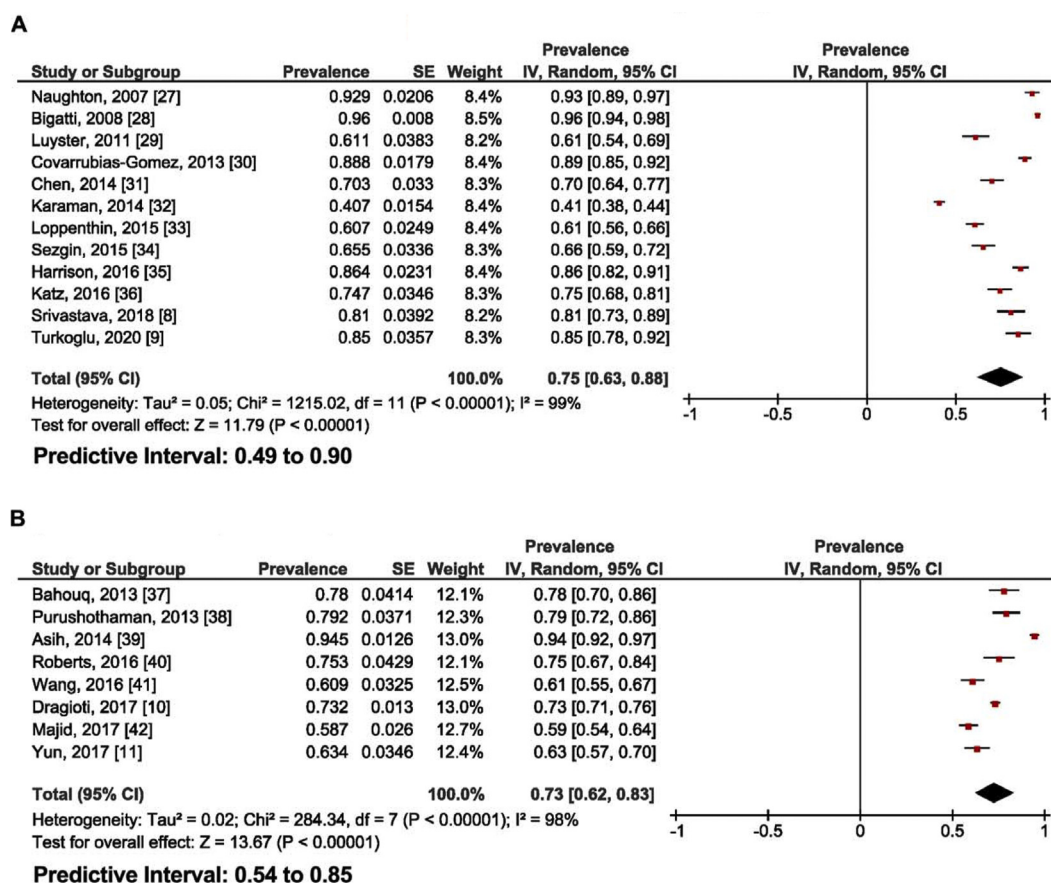 A
Prevalence Prevalence
Study or Subgroup Prevalence SE Weight IV, Random, 95% CI IV, Random, 95% CI
Naughton, 2007 [27] 0.929 0.0206 8.4% 0.93 [0.89, 0.97]
Bigatti, 2008 [28] 0.96 0.008 8.5% 0.96 [0.94, 0.98]
Luyster, 2011 [29] 0.611 0.0383 8.2% 0.61 [0.54, 0.69]
Covarrubias-Gomez, 2013 [30] 0.888 0.0179 8.4% 0.89 [0.85, 0.92]
Chen, 2014 [31] 0.703 0.033 8.3% 0.70 [0.64, 0.77]
Karaman, 2014 [32] 0.407 0.0154 8.4% 0.41 [0.38, 0.44]
Loppenthin, 2015 [33] 0.607 0.0249 8.4% 0.61 [0.56, 0.66]
Sezgin, 2015 [34] 0.655 0.0336 8.3% 0.66 [0.59, 0.72]
Harrison, 2016 [35] 0.864 0.0231 8.4% 0.86 [0.82, 0.91]
Katz, 2016 [36] 0.747 0.0346 8.3% 0.75 [0.68, 0.81]
Srivastava, 2018 [8] 0.81 0.0392 8.2% 0.81 [0.73, 0.89]
Turkoglu, 2020 [9] 0.85 0.0357 8.3% 0.85 [0.78, 0.92]
Total (95% CI) 100.0% 0.75 [0.63, 0.88]
Heterogeneity: Tau² = 0.05; Chi² = 1215.02, df = 11 (P < 0.00001); I² = 99%
Test for overall effect: Z = 11.79 (P < 0.00001)
-1 -0.5 0 0.5 1
Predictive Interval: 0.49 to 0.90
B
Prevalence Prevalence
Study or Subgroup Prevalence SE Weight IV, Random, 95% CI IV, Random, 95% CI
Bahouq, 2013 [37] 0.78 0.0414 12.1% 0.78 [0.70, 0.86]
Purushothaman, 2013 [38] 0.792 0.0371 12.3% 0.79 [0.72, 0.86]
Asih, 2014 [39] 0.945 0.0126 13.0% 0.94 [0.92, 0.97]
Roberts, 2016 [40] 0.753 0.0429 12.1% 0.75 [0.67, 0.84]
Wang, 2016 [41] 0.609 0.0325 12.5% 0.61 [0.55, 0.67]
Dragioti, 2017 [10] 0.732 0.013 13.0% 0.73 [0.71, 0.76]
Majid, 2017 [42] 0.587 0.026 12.7% 0.59 [0.54, 0.64]
Yun, 2017 [11] 0.634 0.0346 12.4% 0.63 [0.57, 0.70]
Total (95% CI) 100.0% 0.73 [0.62, 0.83]
Heterogeneity: Tau² = 0.02; Chi² = 284.34, df = 7 (P < 0.00001); I² = 98%
Test for overall effect: Z = 13.67 (P < 0.00001)
-1 -0.5 0 0.5 1
Predictive Interval: 0.54 to 0.85